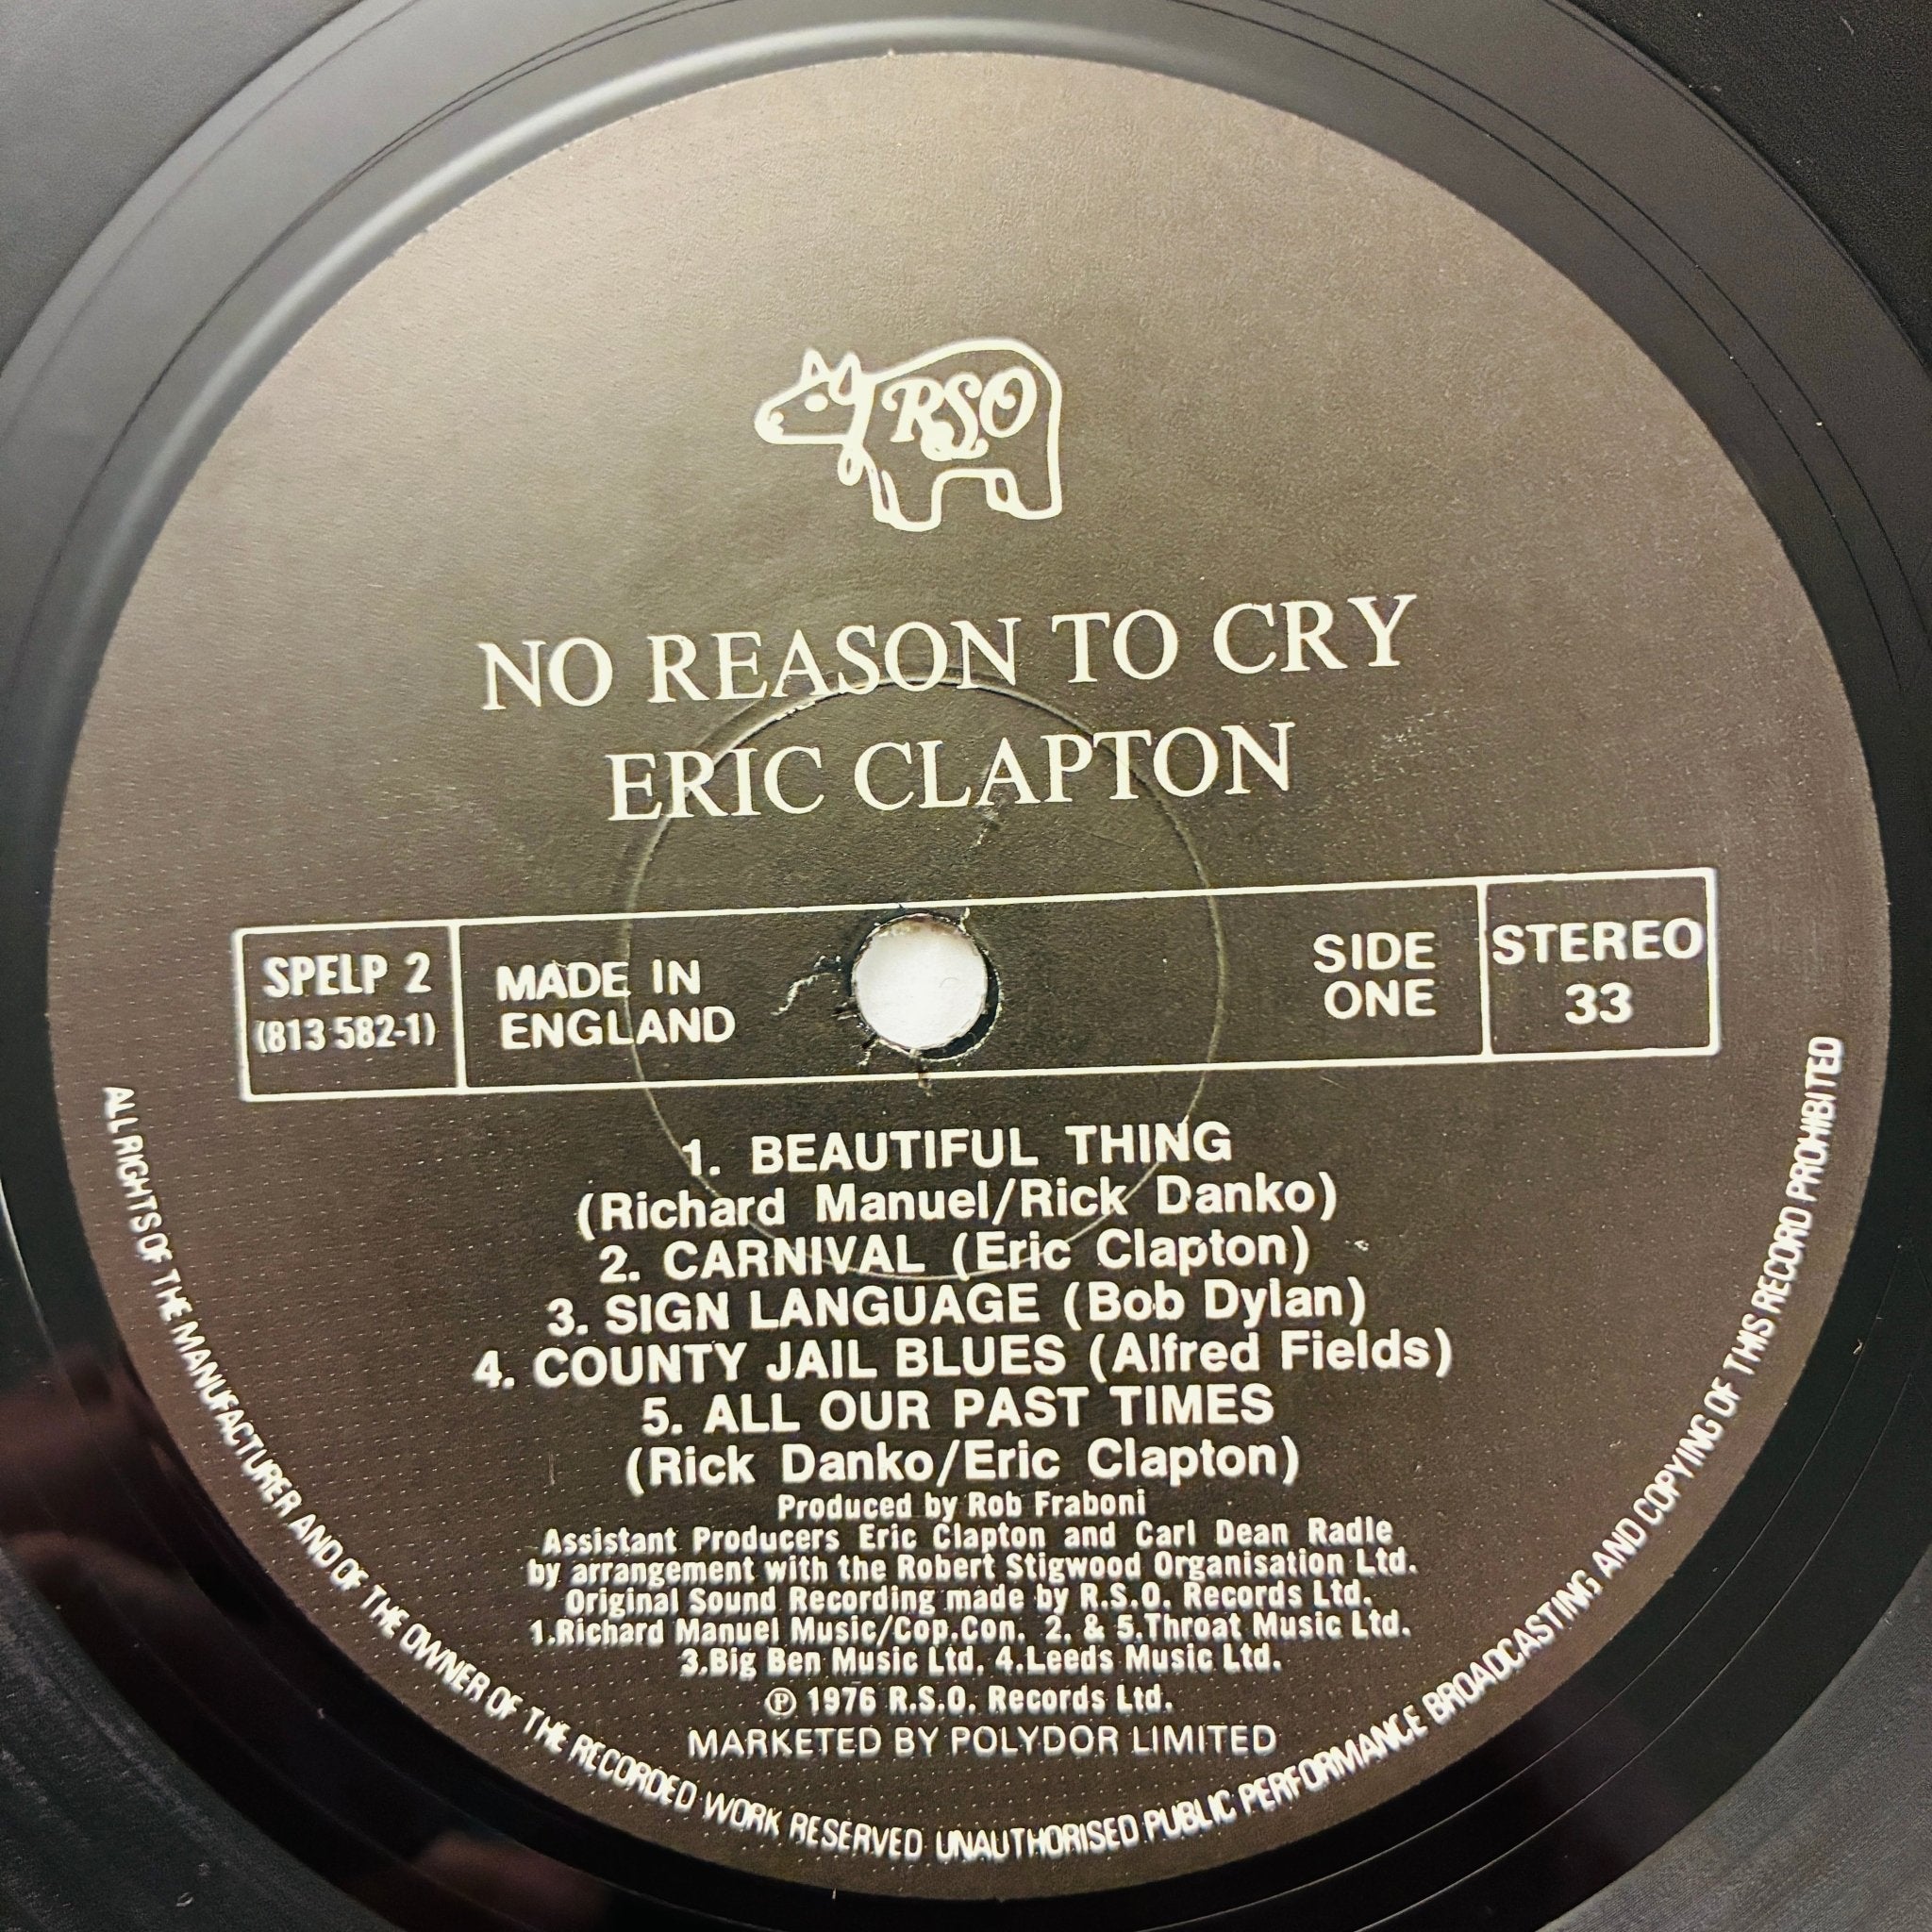 RSO
NO REASON TO CRY
ERIC CLAPTON
SPELP 2
(813 582-1)
MADE IN
ENGLAND
SIDE
ONE
STEREO
33
1. BEAUTIFUL THING
(Richard Manuel/Rick Danko)
2. CARNIVAL (Eric Clapton)
3. SIGN LANGUAGE (Bob Dylan)
4. COUNTY JAIL BLUES (Alfred Fields)
5. ALL OUR PAST TIMES
(Rick Danko/Eric Clapton)
Produced by Rob Fraboni
Assistant Producers Eric Clapton and Carl Dean Radle
by arrangement with the Robert Stigwood Organisation Ltd.
Original Sound Recording made by R.S.O. Records Ltd.
1.Richard Manuel Music/Cop.Con. 2. & 5.Throat Music Ltd.
3.Big Ben Music Ltd. 4.Leeds Music Ltd.
℗ 1976 R.S.O. Records Ltd.
MARKETED BY POLYDOR LIMITED
ALL RIGHTS OF THE MANUFACTURER AND OF THE OWNER OF THE RECORDED WORK RESERVED UNAUTHORISED PUBLIC PERFORMANCE BROADCASTING AND COPYING OF THIS RECORD PROHIBITED